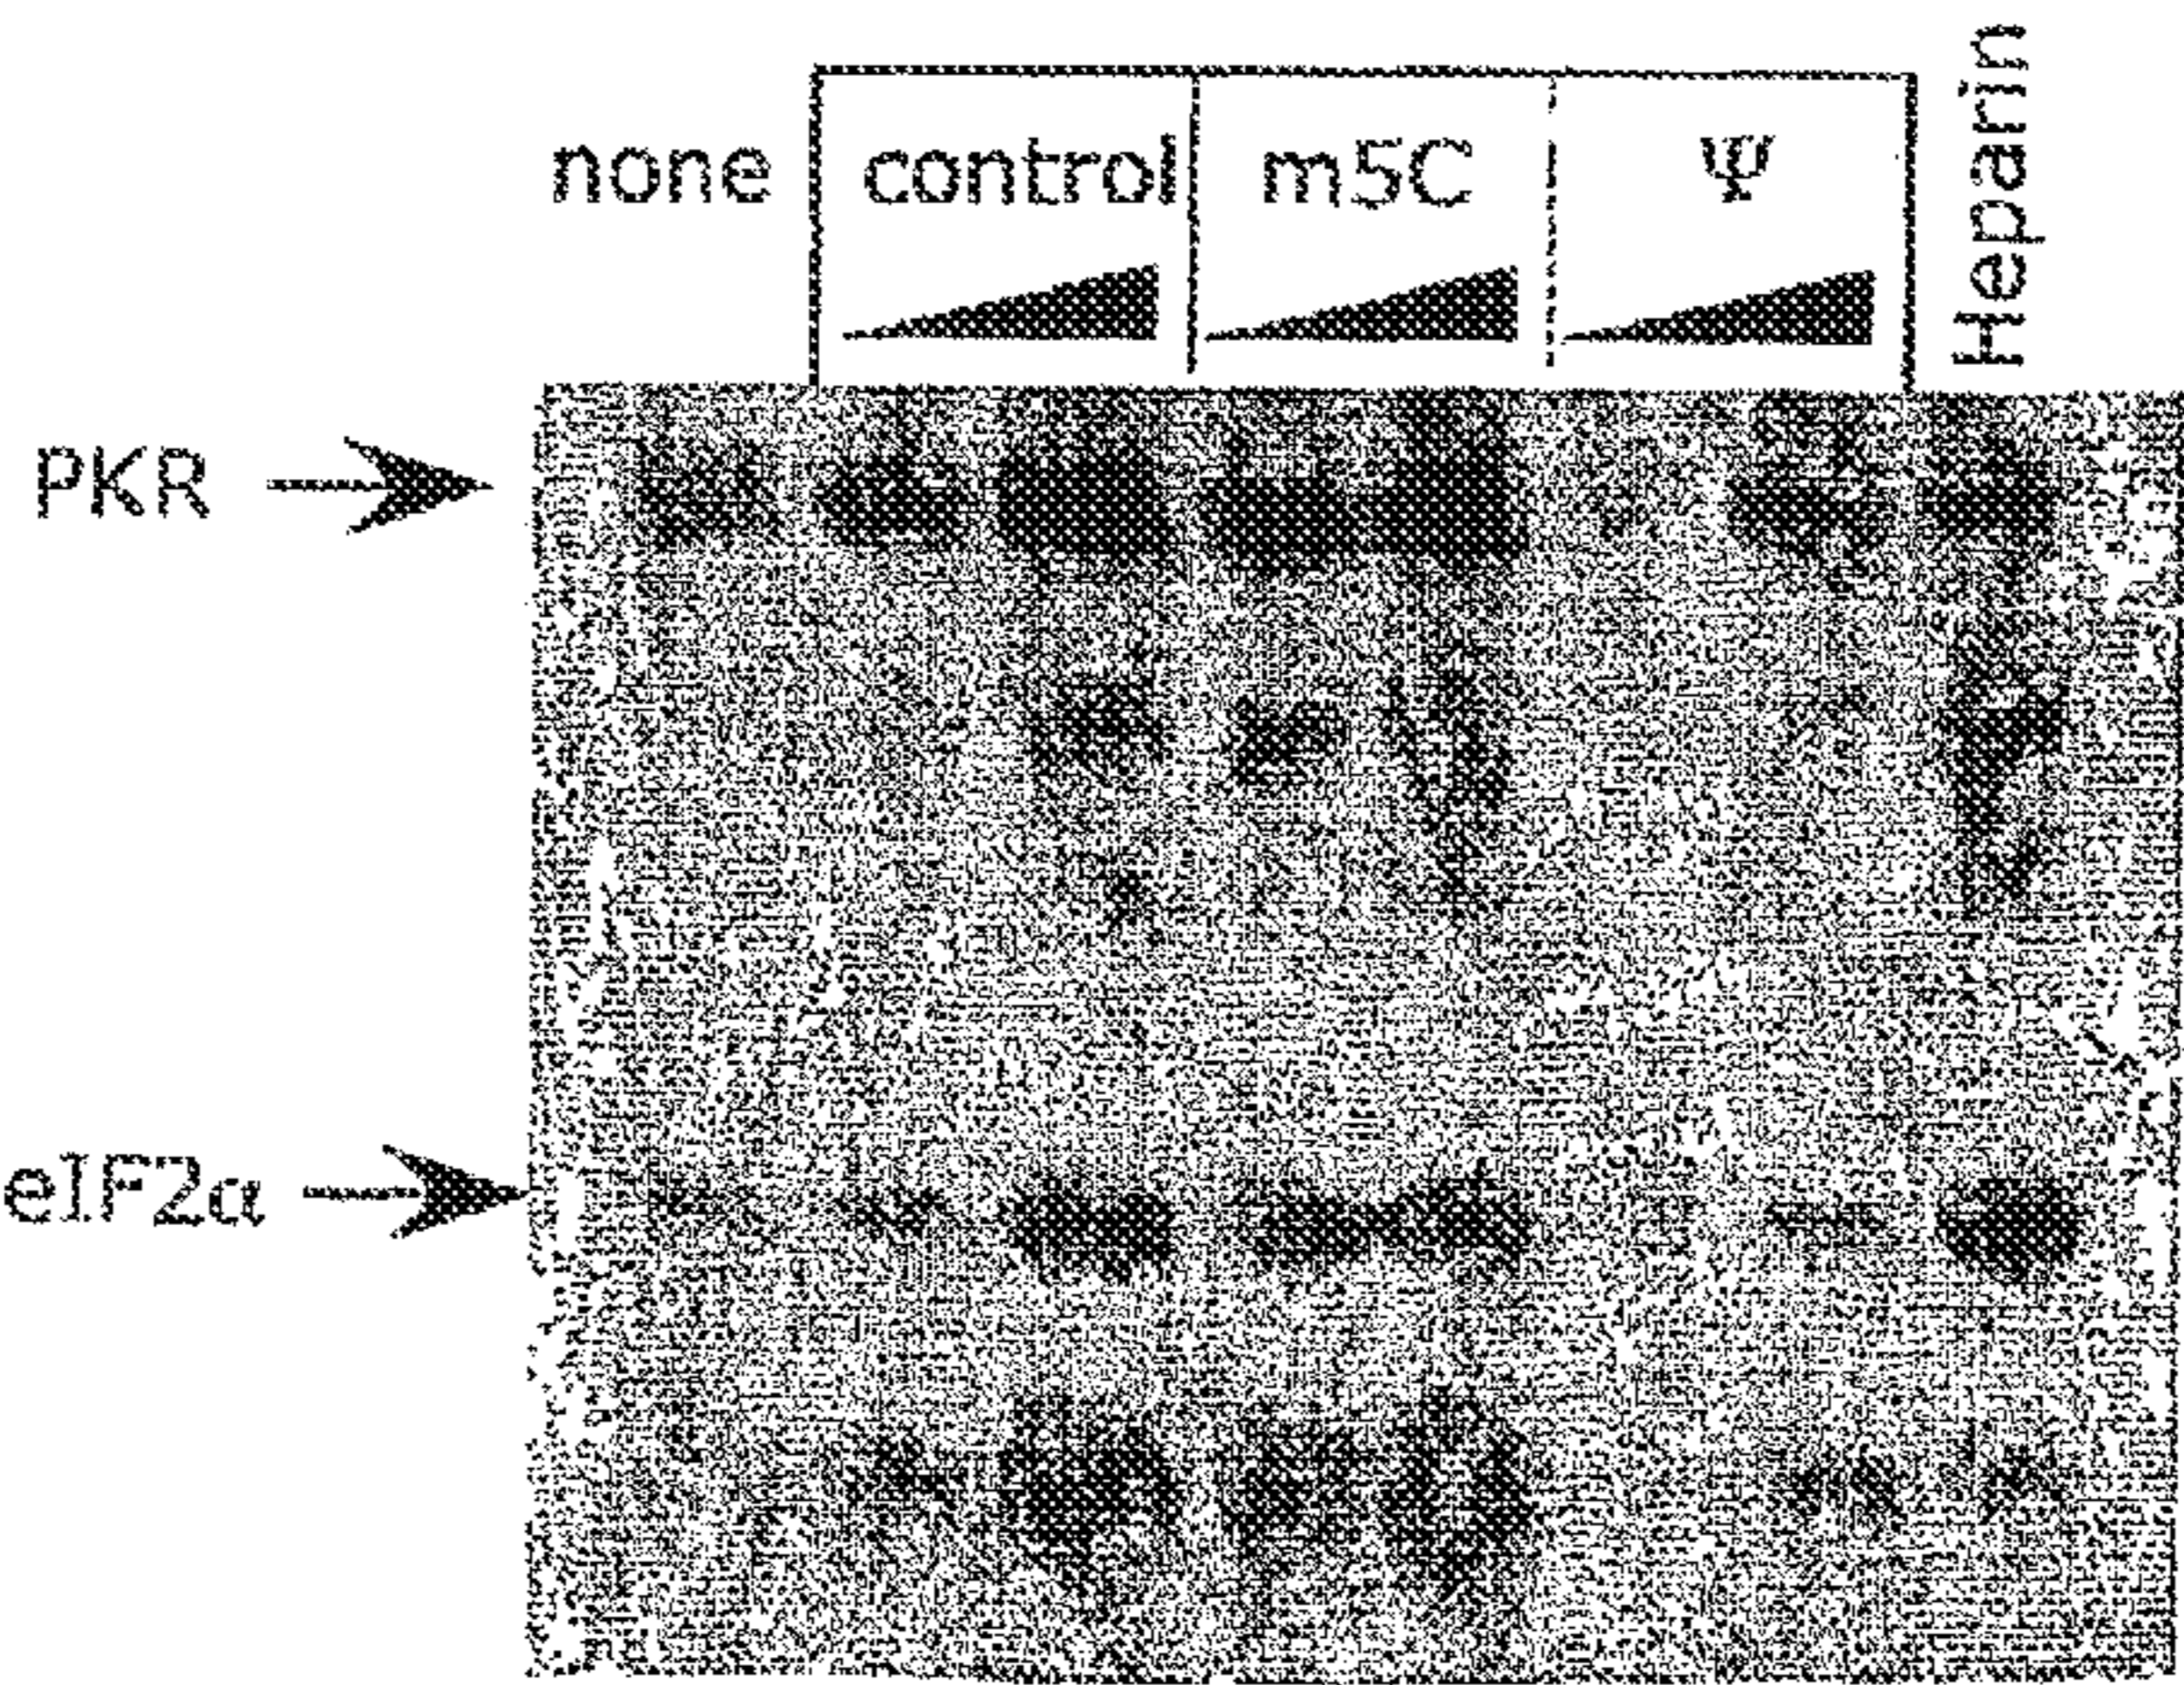 Heparin
none control m5C Ψ
PKR
eIF2α